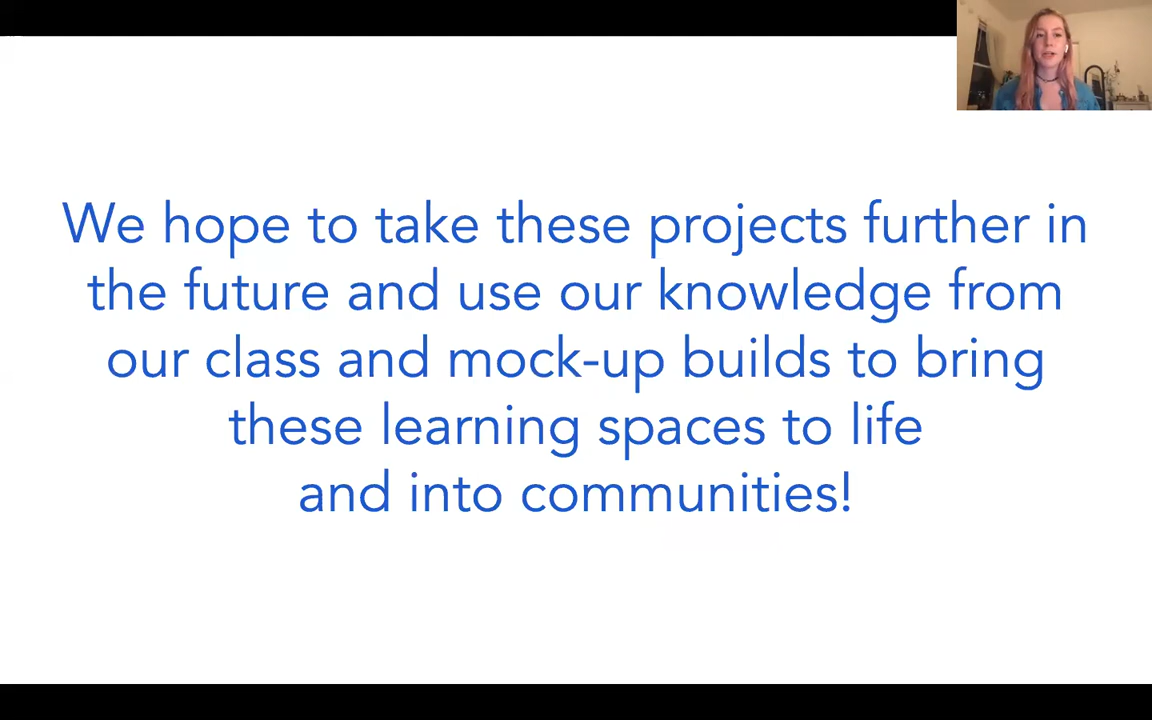 We hope to take these projects further in
the future and use our knowledge from
our class and mock-up builds to bring
these learning spaces to life
and into communities!